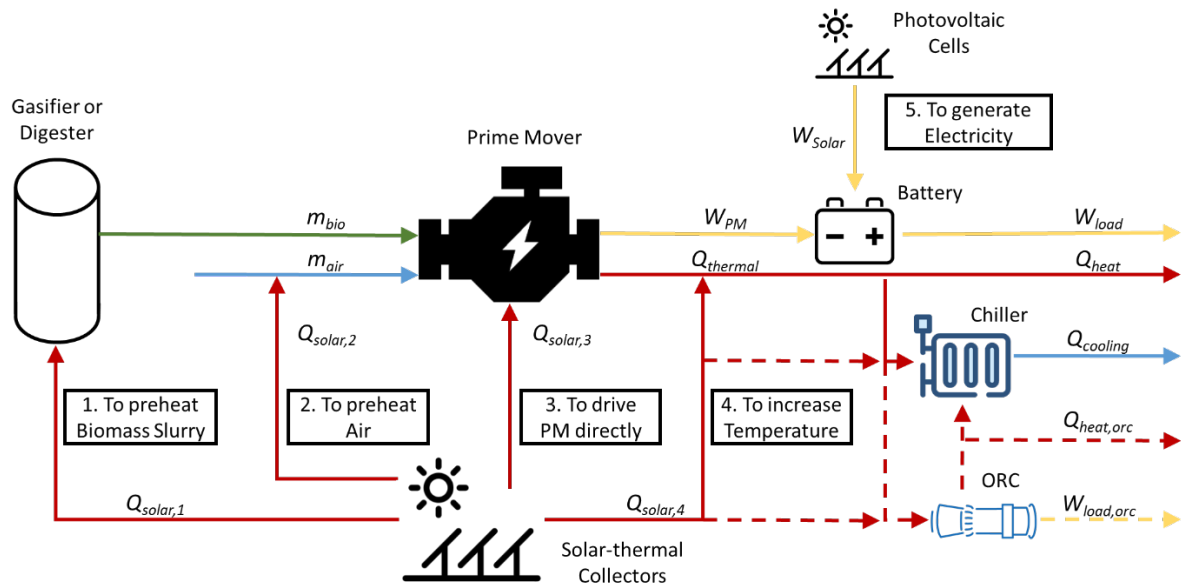 Photovoltaic
Cells
Gasifier or
Digester
Prime Mover
5. To generate
Electricity
W_Solar
Battery
m_bio
W_PM
W_load
m_air
Q_thermal
Q_heat
Chiller
Q_solar,2
Q_solar,3
Q_cooling
1. To preheat
Biomass Slurry
2. To preheat
Air
3. To drive
PM directly
4. To increase
Temperature
Q_heat,orc
ORC
Q_solar,1
Q_solar,4
W_load,orc
Solar-thermal
Collectors